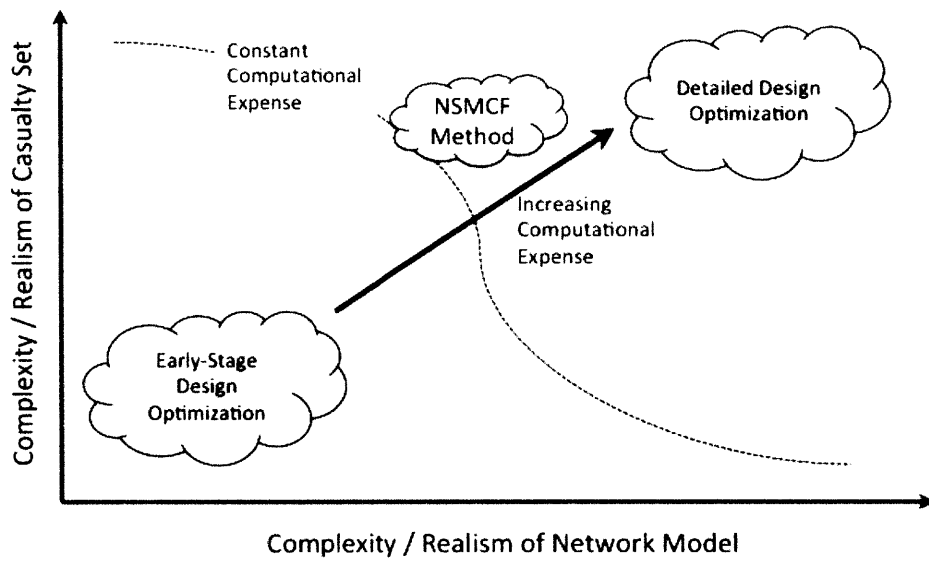 Complexity / Realism of Casualty Set
Constant
Computational
Expense
NSMCF
Method
Detailed Design
Optimization
Increasing
Computational
Expense
Early-Stage
Design
Optimization
Complexity / Realism of Network Model